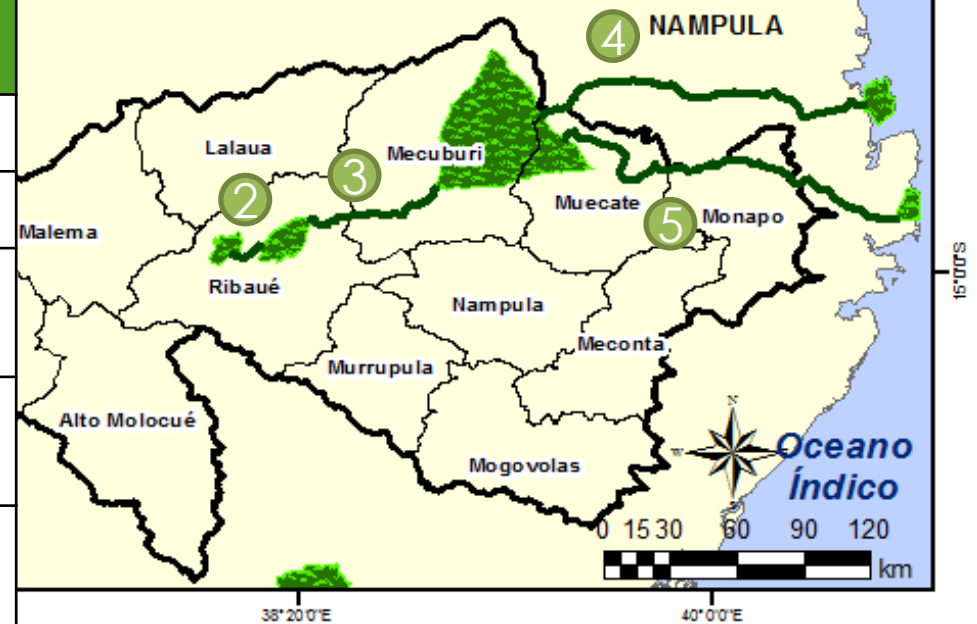 4
NAMPULA
Lalaua
Mecuburi
3
2
Muecate
5
Monapo
Malema
Ribaué
15°0'0"S
Nampula
Meconta
Murrupula
Alto Molocué
N
W
Oceano
Índico
Mogovolas
0 15 30 60 90 120
km
38°20'0"E
40°0'0"E